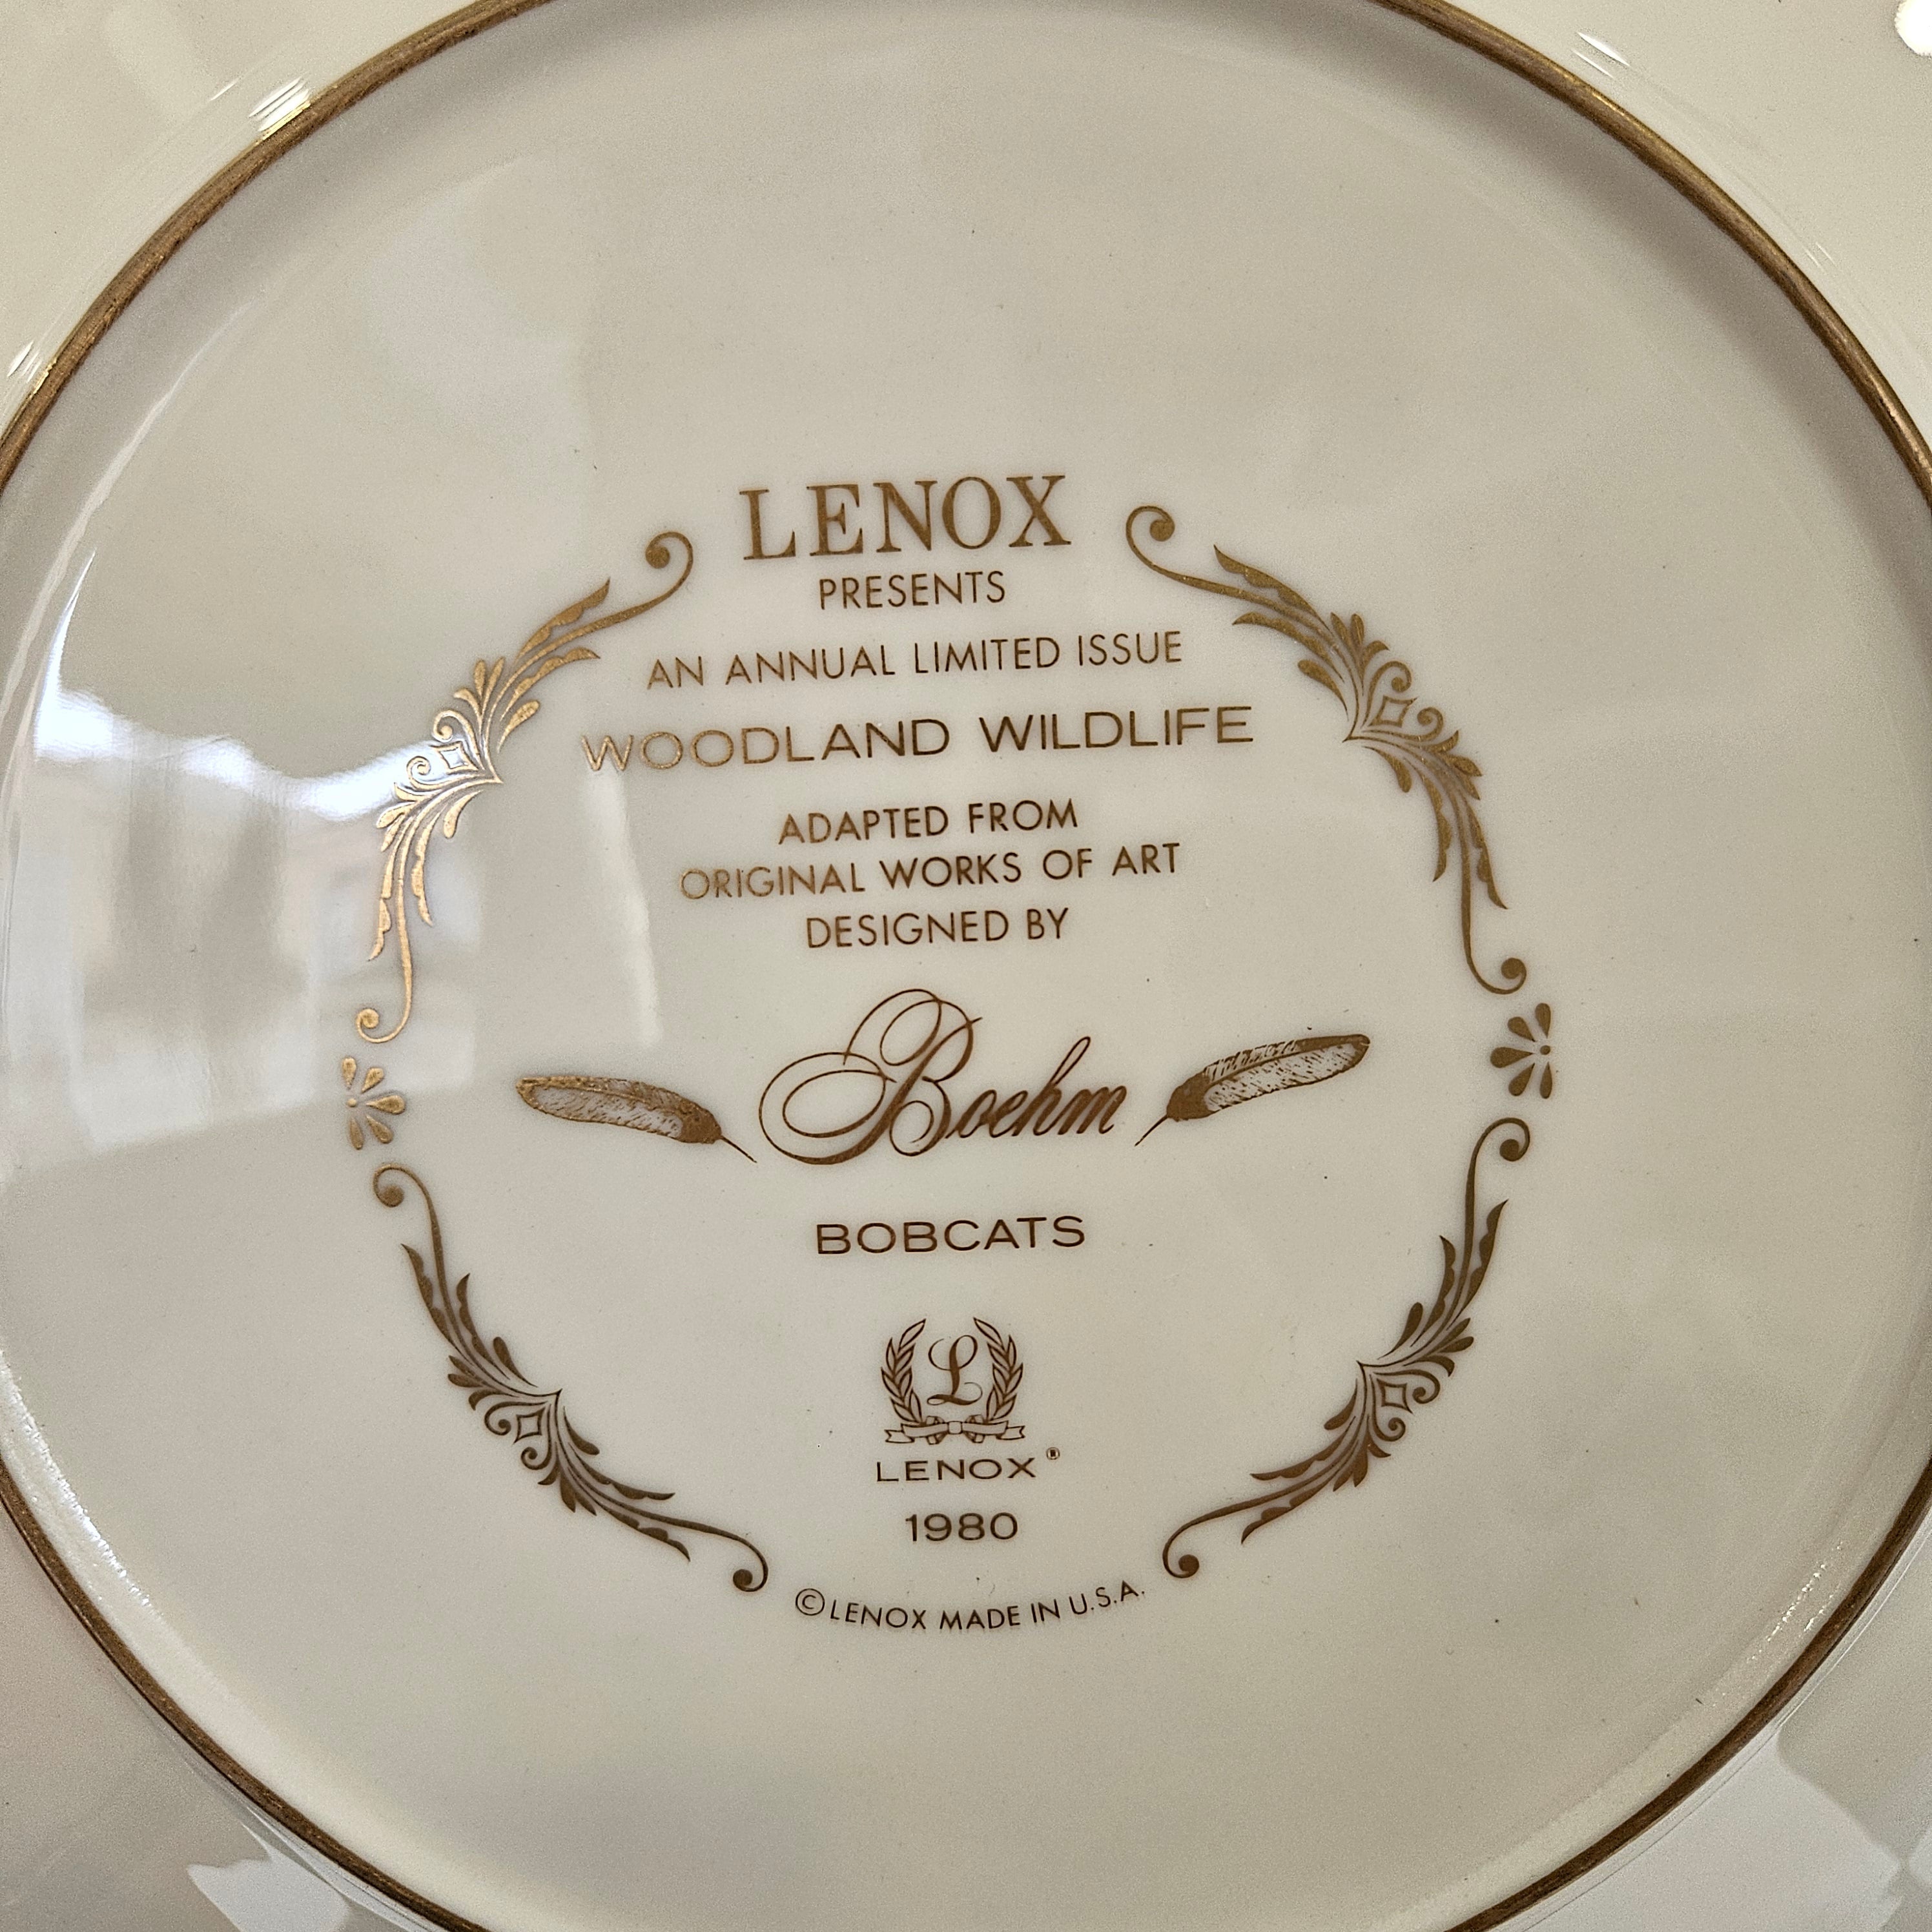 LENOX
PRESENTS
AN ANNUAL LIMITED ISSUE
WOODLAND WILDLIFE
ADAPTED FROM
ORIGINAL WORKS OF ART
DESIGNED BY
Boehm
BOBCATS
L
LENOX®
1980
©LENOX MADE IN U.S.A.